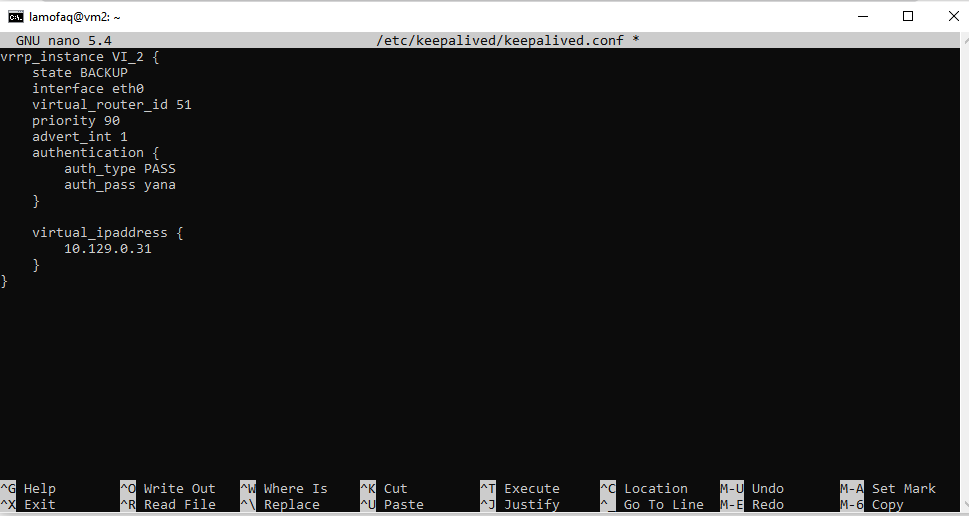 lamofaq@vm2: ~
GNU nano 5.4 /etc/keepalived/keepalived.conf *
vrrp_instance VI_2 {
    state BACKUP
    interface eth0
    virtual_router_id 51
    priority 90
    advert_int 1
    authentication {
        auth_type PASS
        auth_pass yana
    }

    virtual_ipaddress {
        10.129.0.31
    }
}
^G Help ^O Write Out ^W Where Is ^K Cut ^T Execute ^C Location M-U Undo M-A Set Mark
^X Exit ^R Read File ^\ Replace ^U Paste ^J Justify ^_ Go To Line M-E Redo M-6 Copy